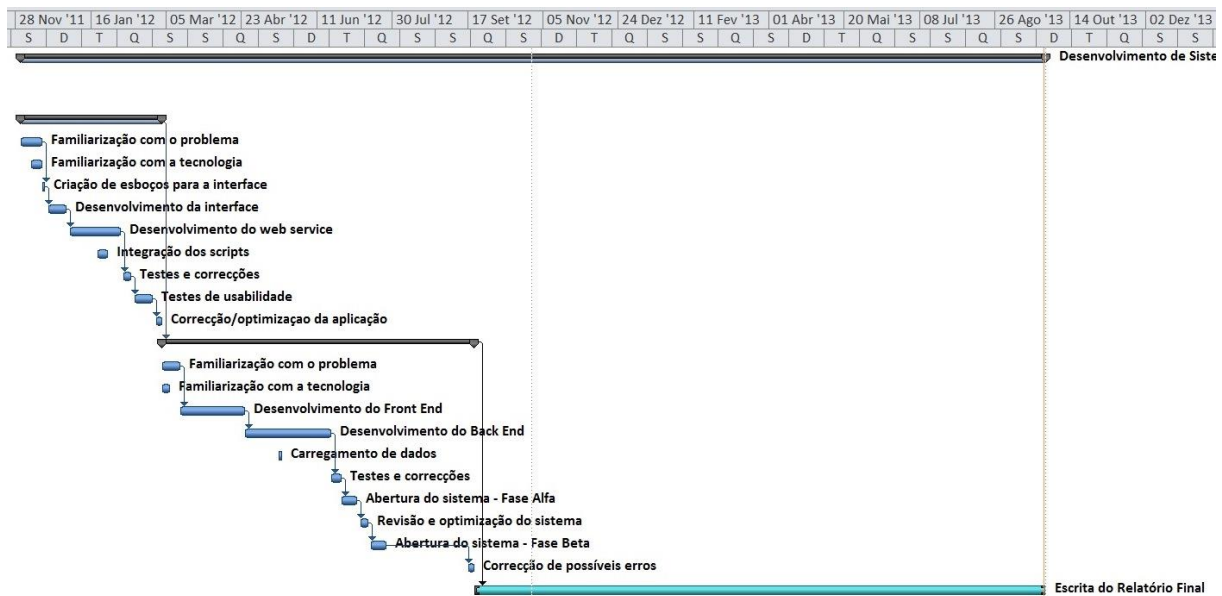 28 Nov '11 16 Jan '12 05 Mar '12 23 Abr '12 11 Jun '12 30 Jul '12 17 Set '12 05 Nov '12 24 Dez '12 11 Fev '13 01 Abr '13 20 Mai '13 08 Jul '13 26 Ago '13 14 Out '13 02 Dez '13
S D T Q S S Q S D T Q S S Q S D T Q S S Q S D T Q S S Q S D T Q S S
Desenvolvimento de Siste
Familiarização com o problema
Familiarização com a tecnologia
Criação de esboços para a interface
Desenvolvimento da interface
Desenvolvimento do web service
Integração dos scripts
Testes e correcções
Testes de usabilidade
Correcção/optimizaçao da aplicação
Familiarização com o problema
Familiarização com a tecnologia
Desenvolvimento do Front End
Desenvolvimento do Back End
Carregamento de dados
Testes e correcções
Abertura do sistema - Fase Alfa
Revisão e optimização do sistema
Abertura do sistema - Fase Beta
Correcção de possíveis erros
Escrita do Relatório Final